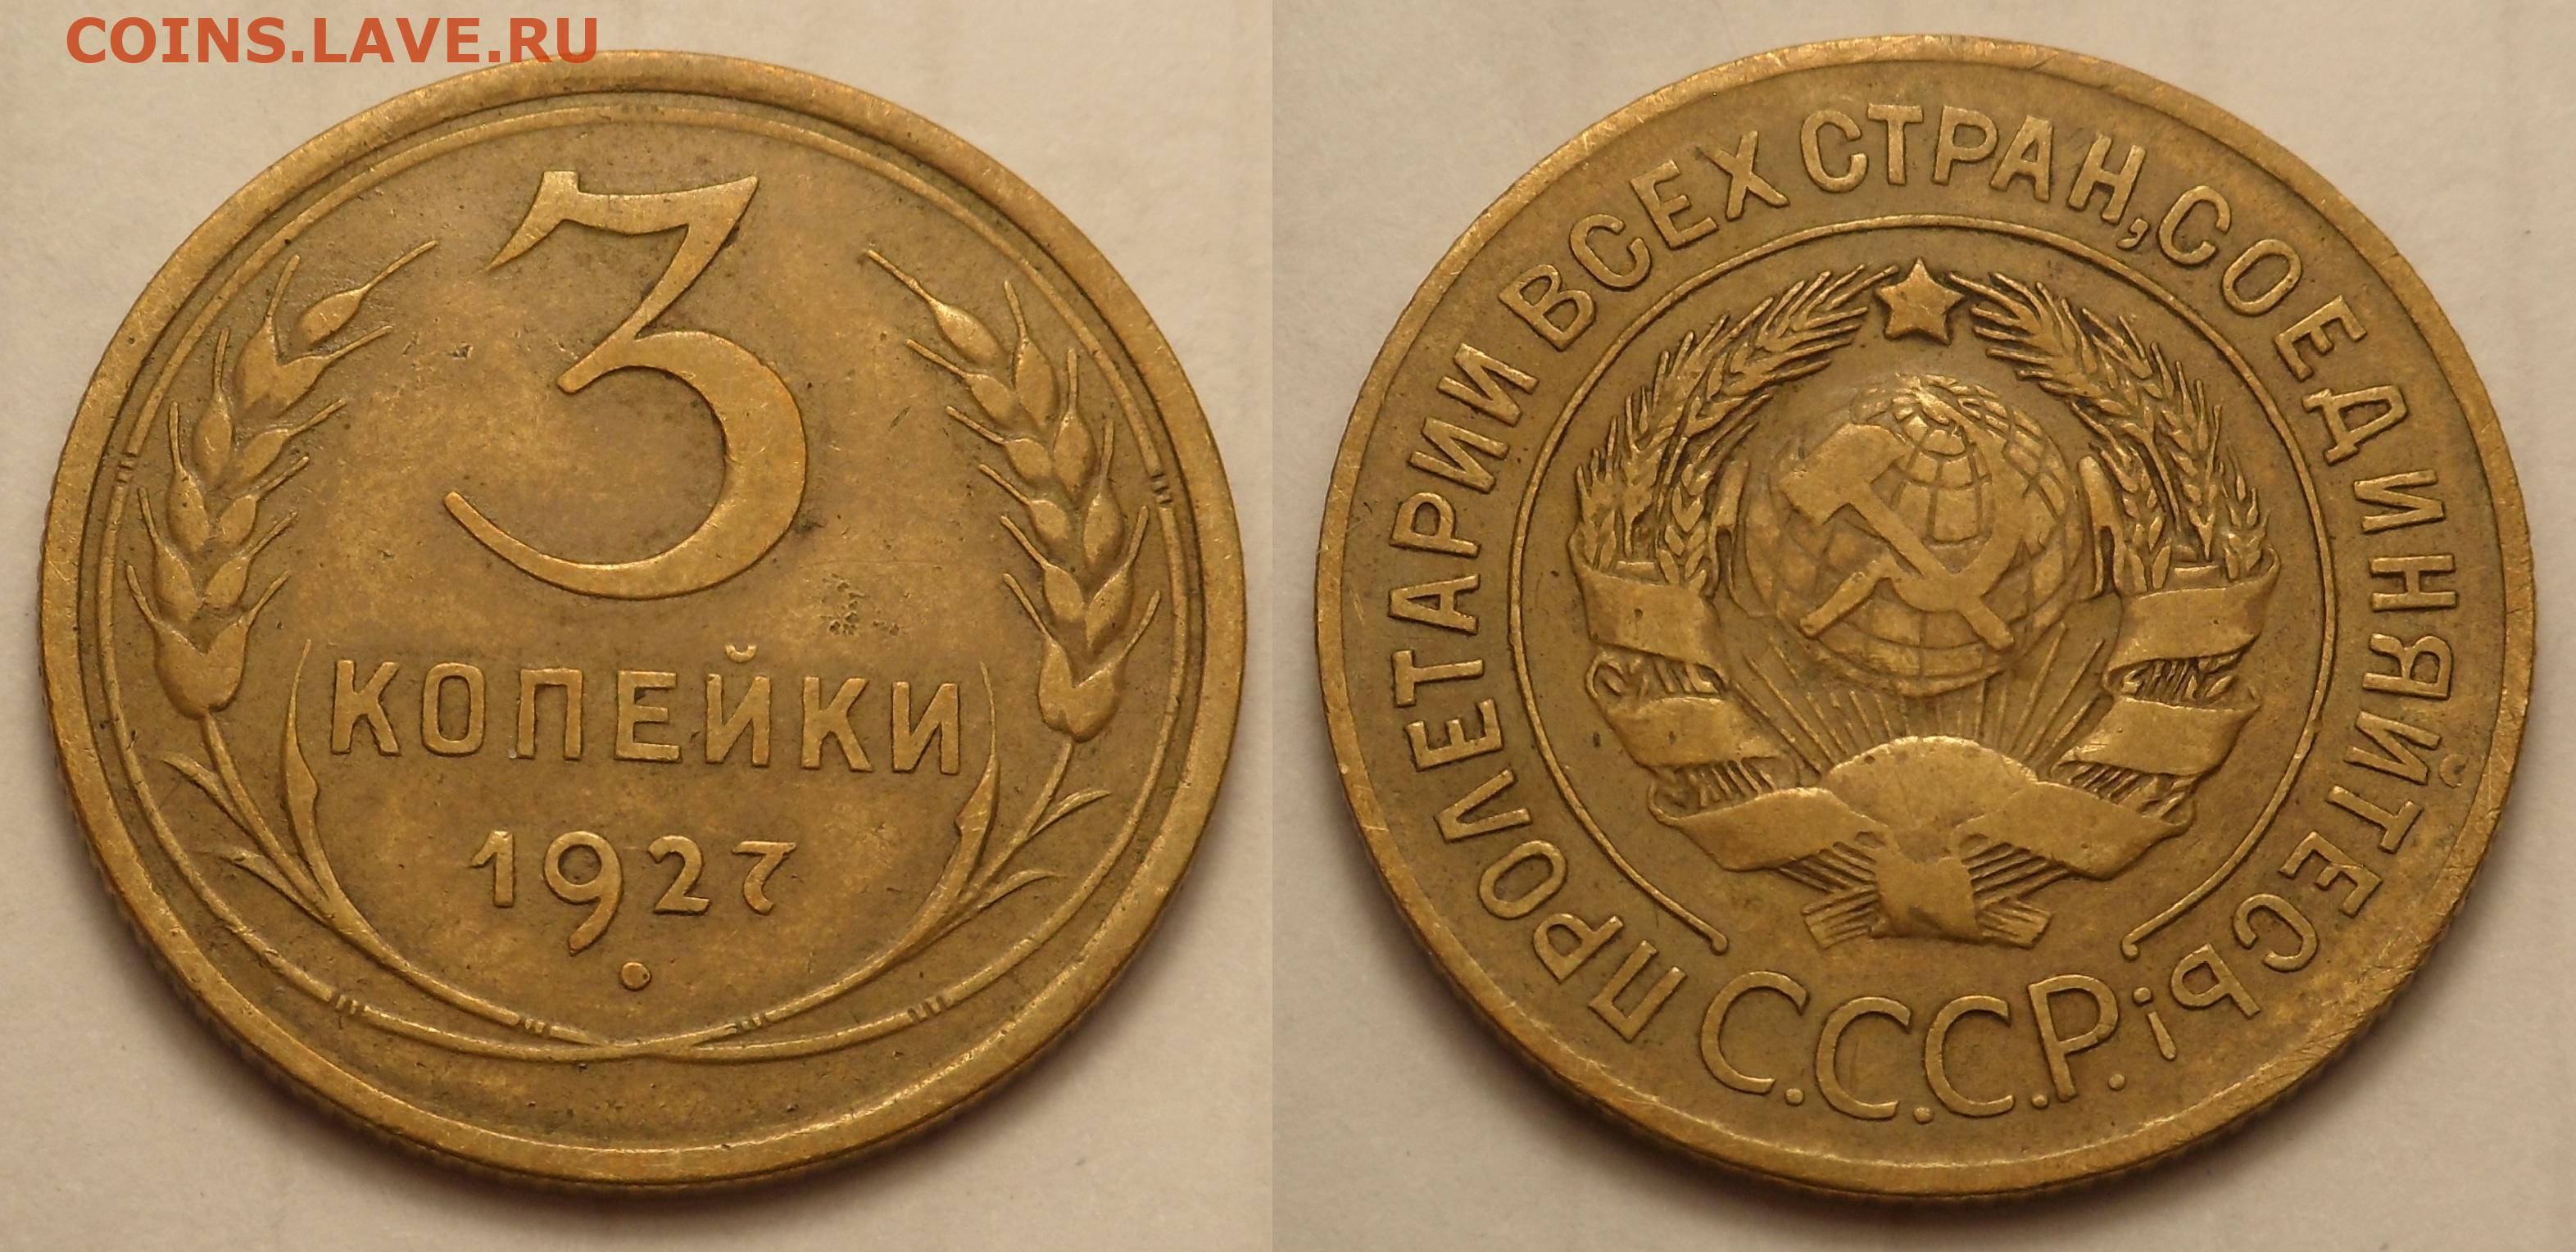 COINS.LAVE.RU
3
КОПЕЙКИ
1927
ПРОЛЕТАРИИ ВСЕХ СТРАН, СОЕДИНЯЙТЕСЬ!
С.С.С.Р.